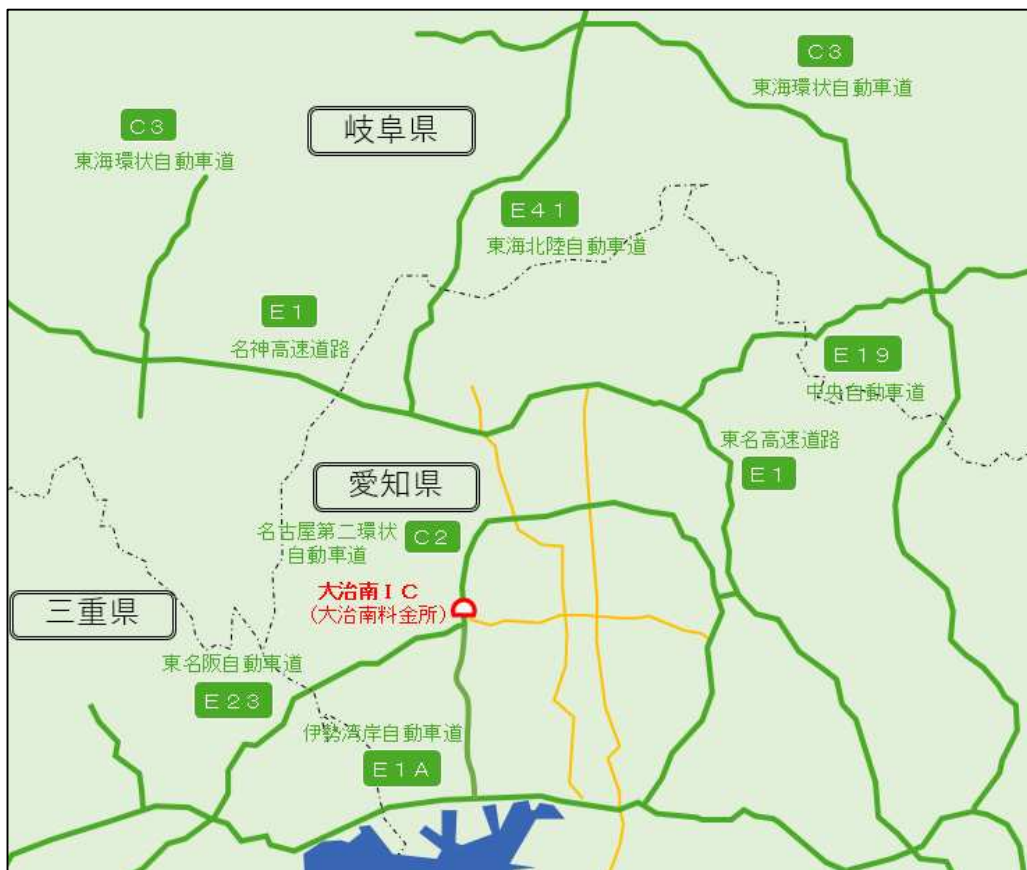 C3
東海環状自動車道
C3
東海環状自動車道
岐阜県
E41
東海北陸自動車道
E1
名神高速道路
E19
中央自動車道
東名高速道路
E1
愛知県
名古屋第二環状
自動車道
C2
大治南IC
(大治南料金所)
三重県
東名阪自動車道
E23
伊勢湾岸自動車道
E1A